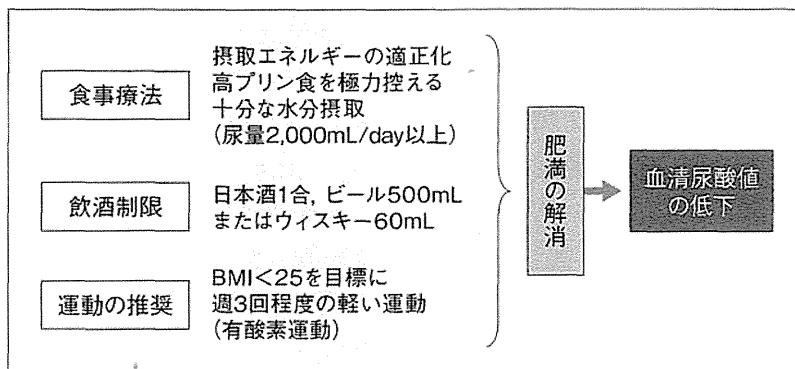 食事療法
摂取エネルギーの適正化
高プリン食を極力控える
十分な水分摂取
(尿量2,000mL/day以上)
飲酒制限
日本酒1合, ビール500mL
またはウィスキー60mL
運動の推奨
BMI<25を目標に
週3回程度の軽い運動
(有酸素運動)
肥満の解消
血清尿酸値
の低下